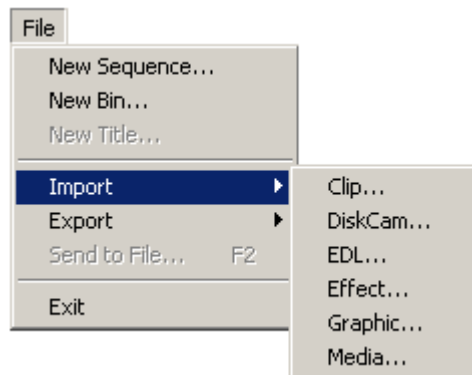 File
New Sequence...
New Bin...
New Title...
Import
Export
Send to File... F2
Exit
Clip...
DiskCam...
EDL...
Effect...
Graphic...
Media...